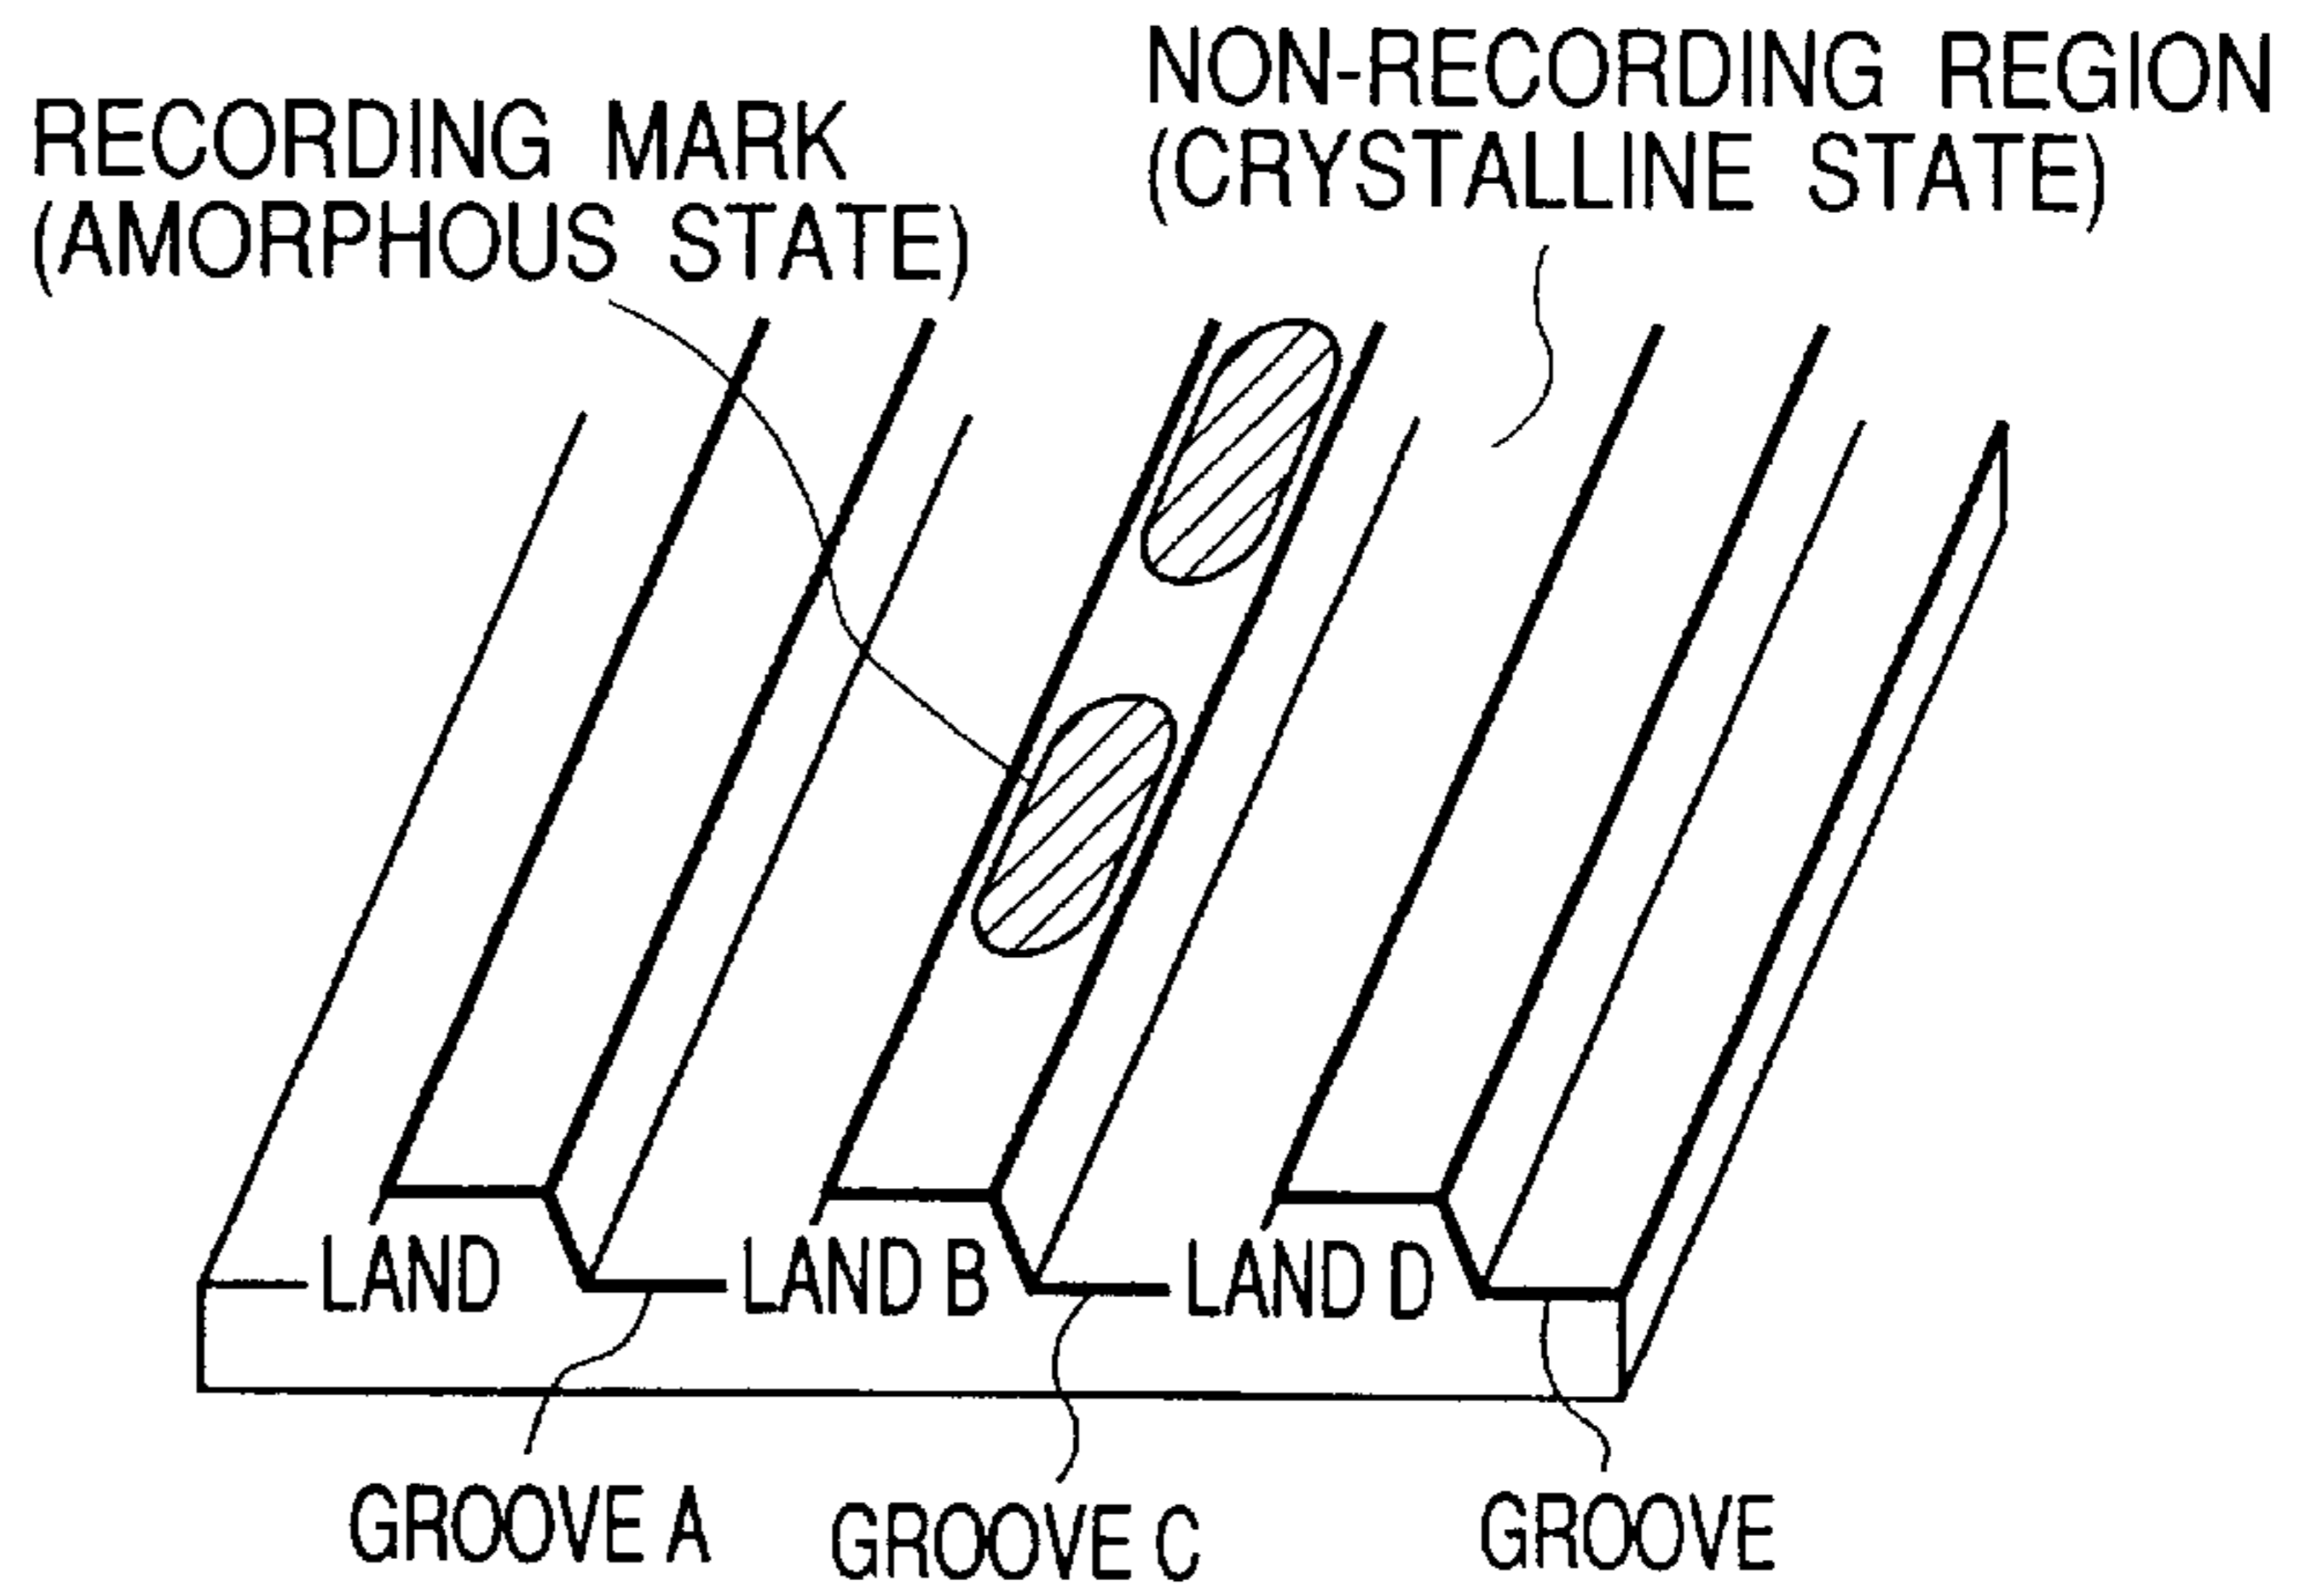 NON-RECORDING REGION
(CRYSTALLINE STATE)
RECORDING MARK
(AMORPHOUS STATE)
LAND
LAND B
LAND D
GROOVE A
GROOVE C
GROOVE